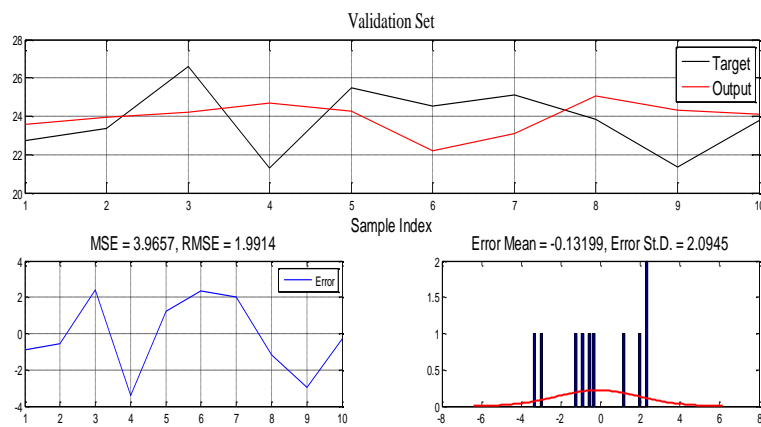 Validation Set
28
26
24
22
20
Target
Output
1 2 3 4 5 6 7 8 9 10
Sample Index
MSE = 3.9657, RMSE = 1.9914
4
2
0
-2
-4
Error
1 2 3 4 5 6 7 8 9 10
Error Mean = -0.13199, Error St.D. = 2.0945
2
1.5
1
0.5
0
-8 -6 -4 -2 0 2 4 6 8